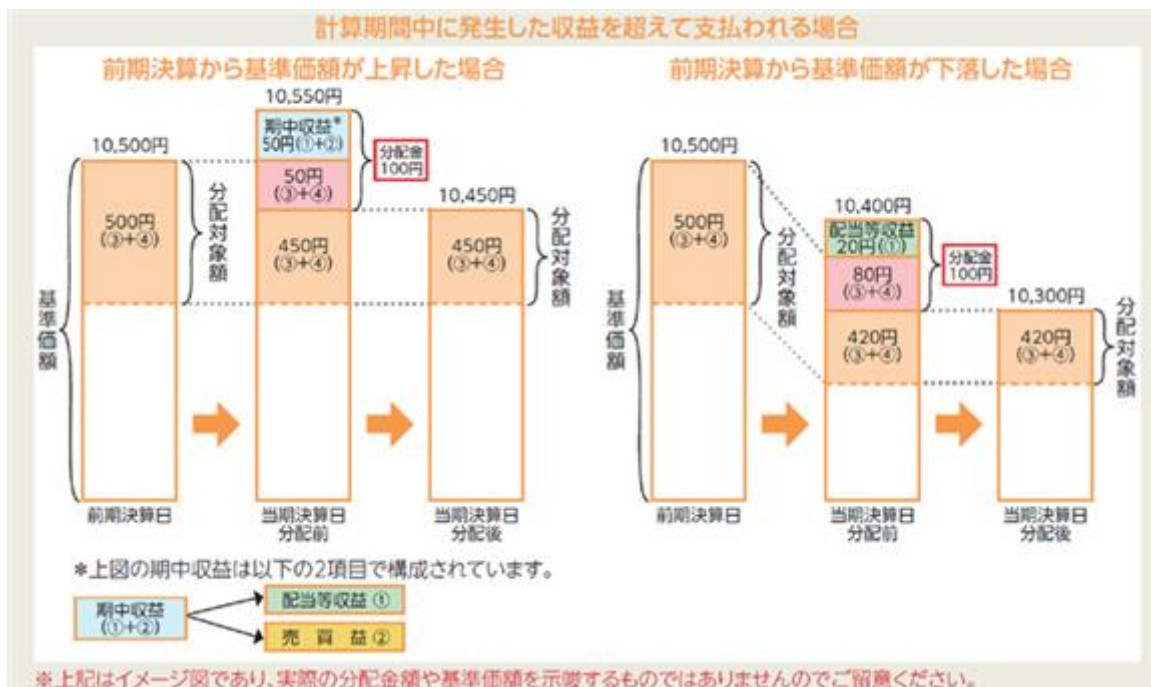 計算期間中に発生した収益を超えて支払われる場合
前期決算から基準価額が上昇した場合
10,500円
500円
(③+④)
分配対象額
基準価額
前期決算日
10,550円
期中収益*
50円(①+②)
50円
(③+④)
450円
(③+④)
分配金
100円
当期決算日
分配前
10,450円
450円
(③+④)
分配対象額
当期決算日
分配後
前期決算から基準価額が下落した場合
10,500円
500円
(③+④)
分配対象額
基準価額
前期決算日
10,400円
配当等収益
20円(①)
80円
(③+④)
420円
(③+④)
分配金
100円
当期決算日
分配前
10,300円
420円
(③+④)
分配対象額
当期決算日
分配後
*上図の期中収益は以下の2項目で構成されています。
期中収益
(①+②)
配当等収益 ①
売 買 益 ②
※上記はイメージ図であり、実際の分配金額や基準価額を示唆するものではありませんのでご留意ください。